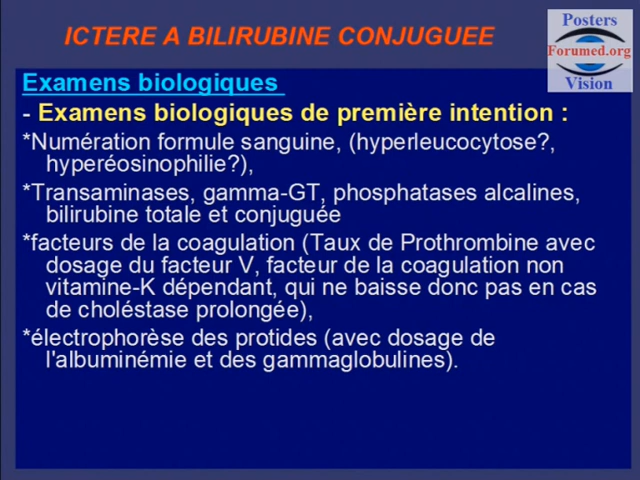 ICTERE A BILIRUBINE CONJUGUEE
Posters
Forumed.org
Vision
Examens biologiques
- Examens biologiques de première intention :
*Numération formule sanguine, (hyperleucocytose?,
hyperéosinophilie?),
*Transaminases, gamma-GT, phosphatases alcalines,
bilirubine totale et conjuguée
*facteurs de la coagulation (Taux de Prothrombine avec
dosage du facteur V, facteur de la coagulation non
vitamine-K dépendant, qui ne baisse donc pas en cas
de choléstase prolongée),
*électrophorèse des protides (avec dosage de
l'albuminémie et des gammaglobulines).